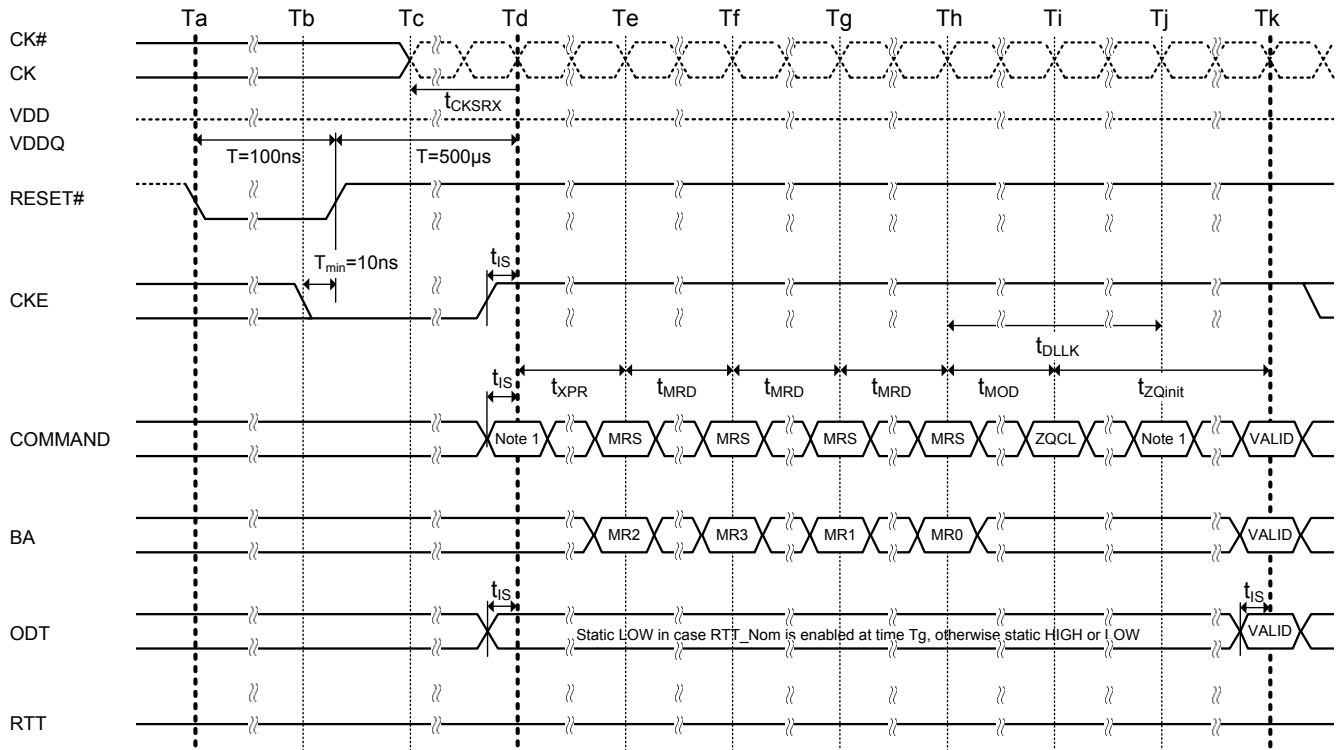 Ta Tb Tc Td Te Tf Tg Th Ti Tj Tk
CK#
CK
tCKSRX
VDD
VDDQ
T=100ns T=500µs
RESET#
Tmin=10ns tIS
CKE
tDLLK
tIS tXPR tMRD tMRD tMRD tMOD tZQinit
COMMAND Note 1 MRS MRS MRS MRS ZQCL Note 1 VALID
BA MR2 MR3 MR1 MR0 VALID
tIS tIS
ODT Static LOW in case RTT_Nom is enabled at time Tg, otherwise static HIGH or LOW VALID
RTT